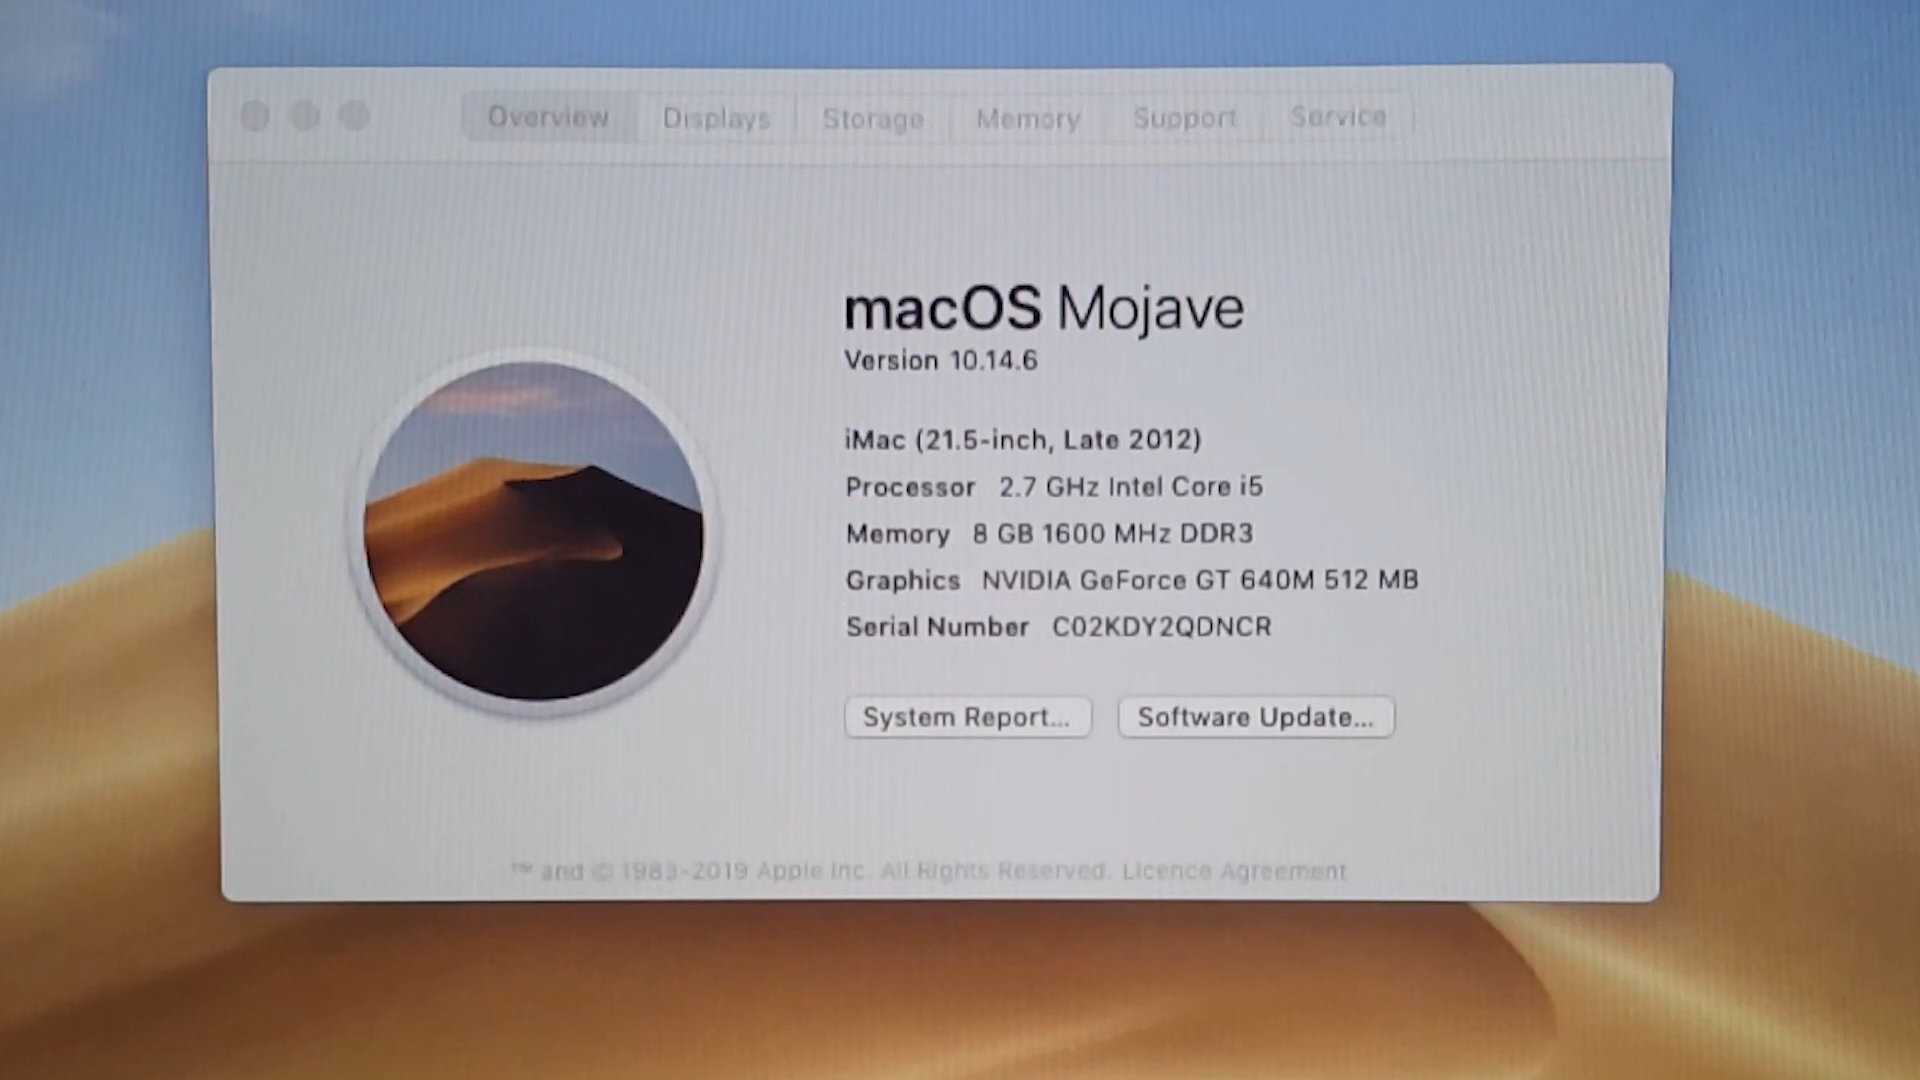 Overview Displays Storage Memory Support Service
macOS Mojave
Version 10.14.6
iMac (21.5-inch, Late 2012)
Processor 2.7 GHz Intel Core i5
Memory 8 GB 1600 MHz DDR3
Graphics NVIDIA GeForce GT 640M 512 MB
Serial Number C02KDY2QDNCR
System Report... Software Update...
™ and © 1983-2019 Apple Inc. All Rights Reserved. Licence Agreement